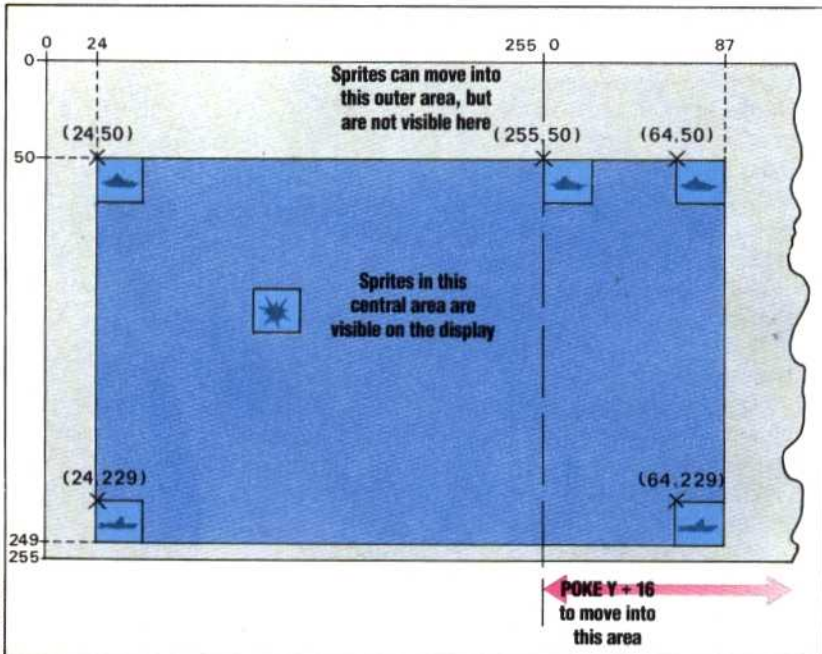 0 24 255 0 87
0
Sprites can move into
this outer area, but
are not visible here
(24,50) (255,50) (64,50)
50
Sprites in this
central area are
visible on the display
(24,229) (64,229)
249
255
POKE Y + 16
to move into
this area